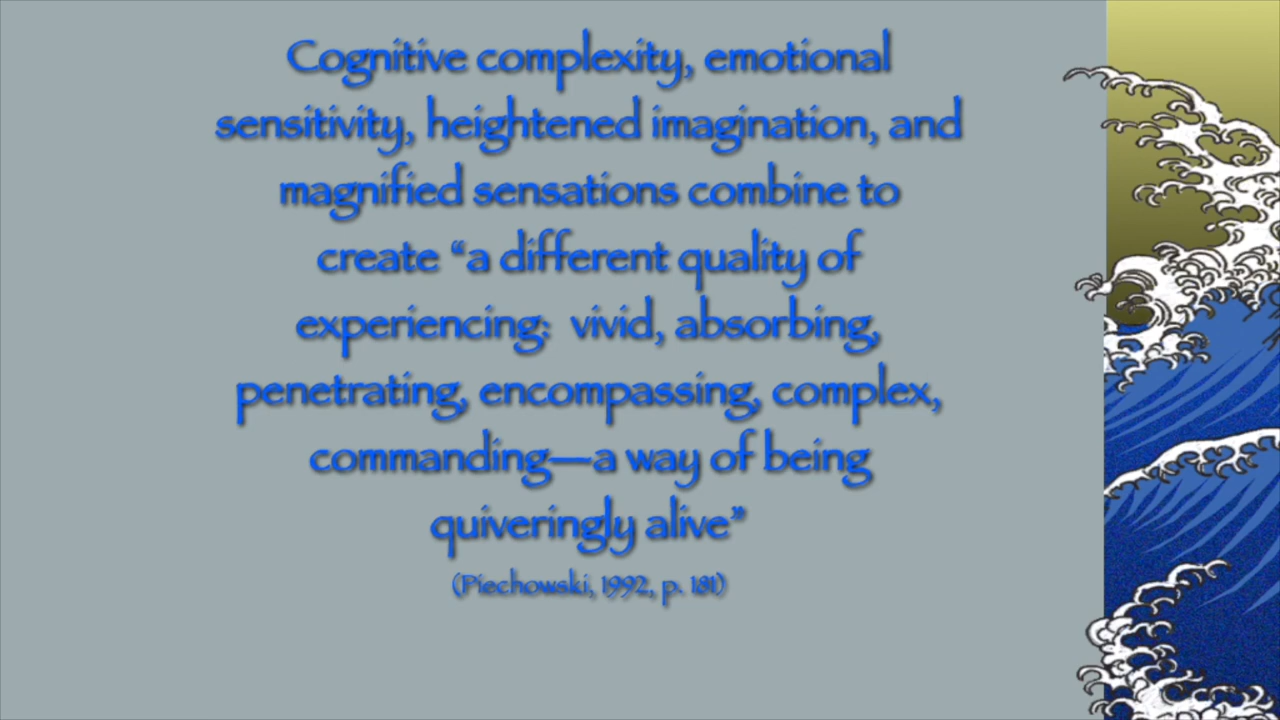 Cognitive complexity, emotional
sensitivity, heightened imagination, and
magnified sensations combine to
create “a different quality of
experiencing:  vivid, absorbing,
penetrating, encompassing, complex,
commanding—a way of being
quiveringly alive”
(Piechowski, 1992, p. 181)